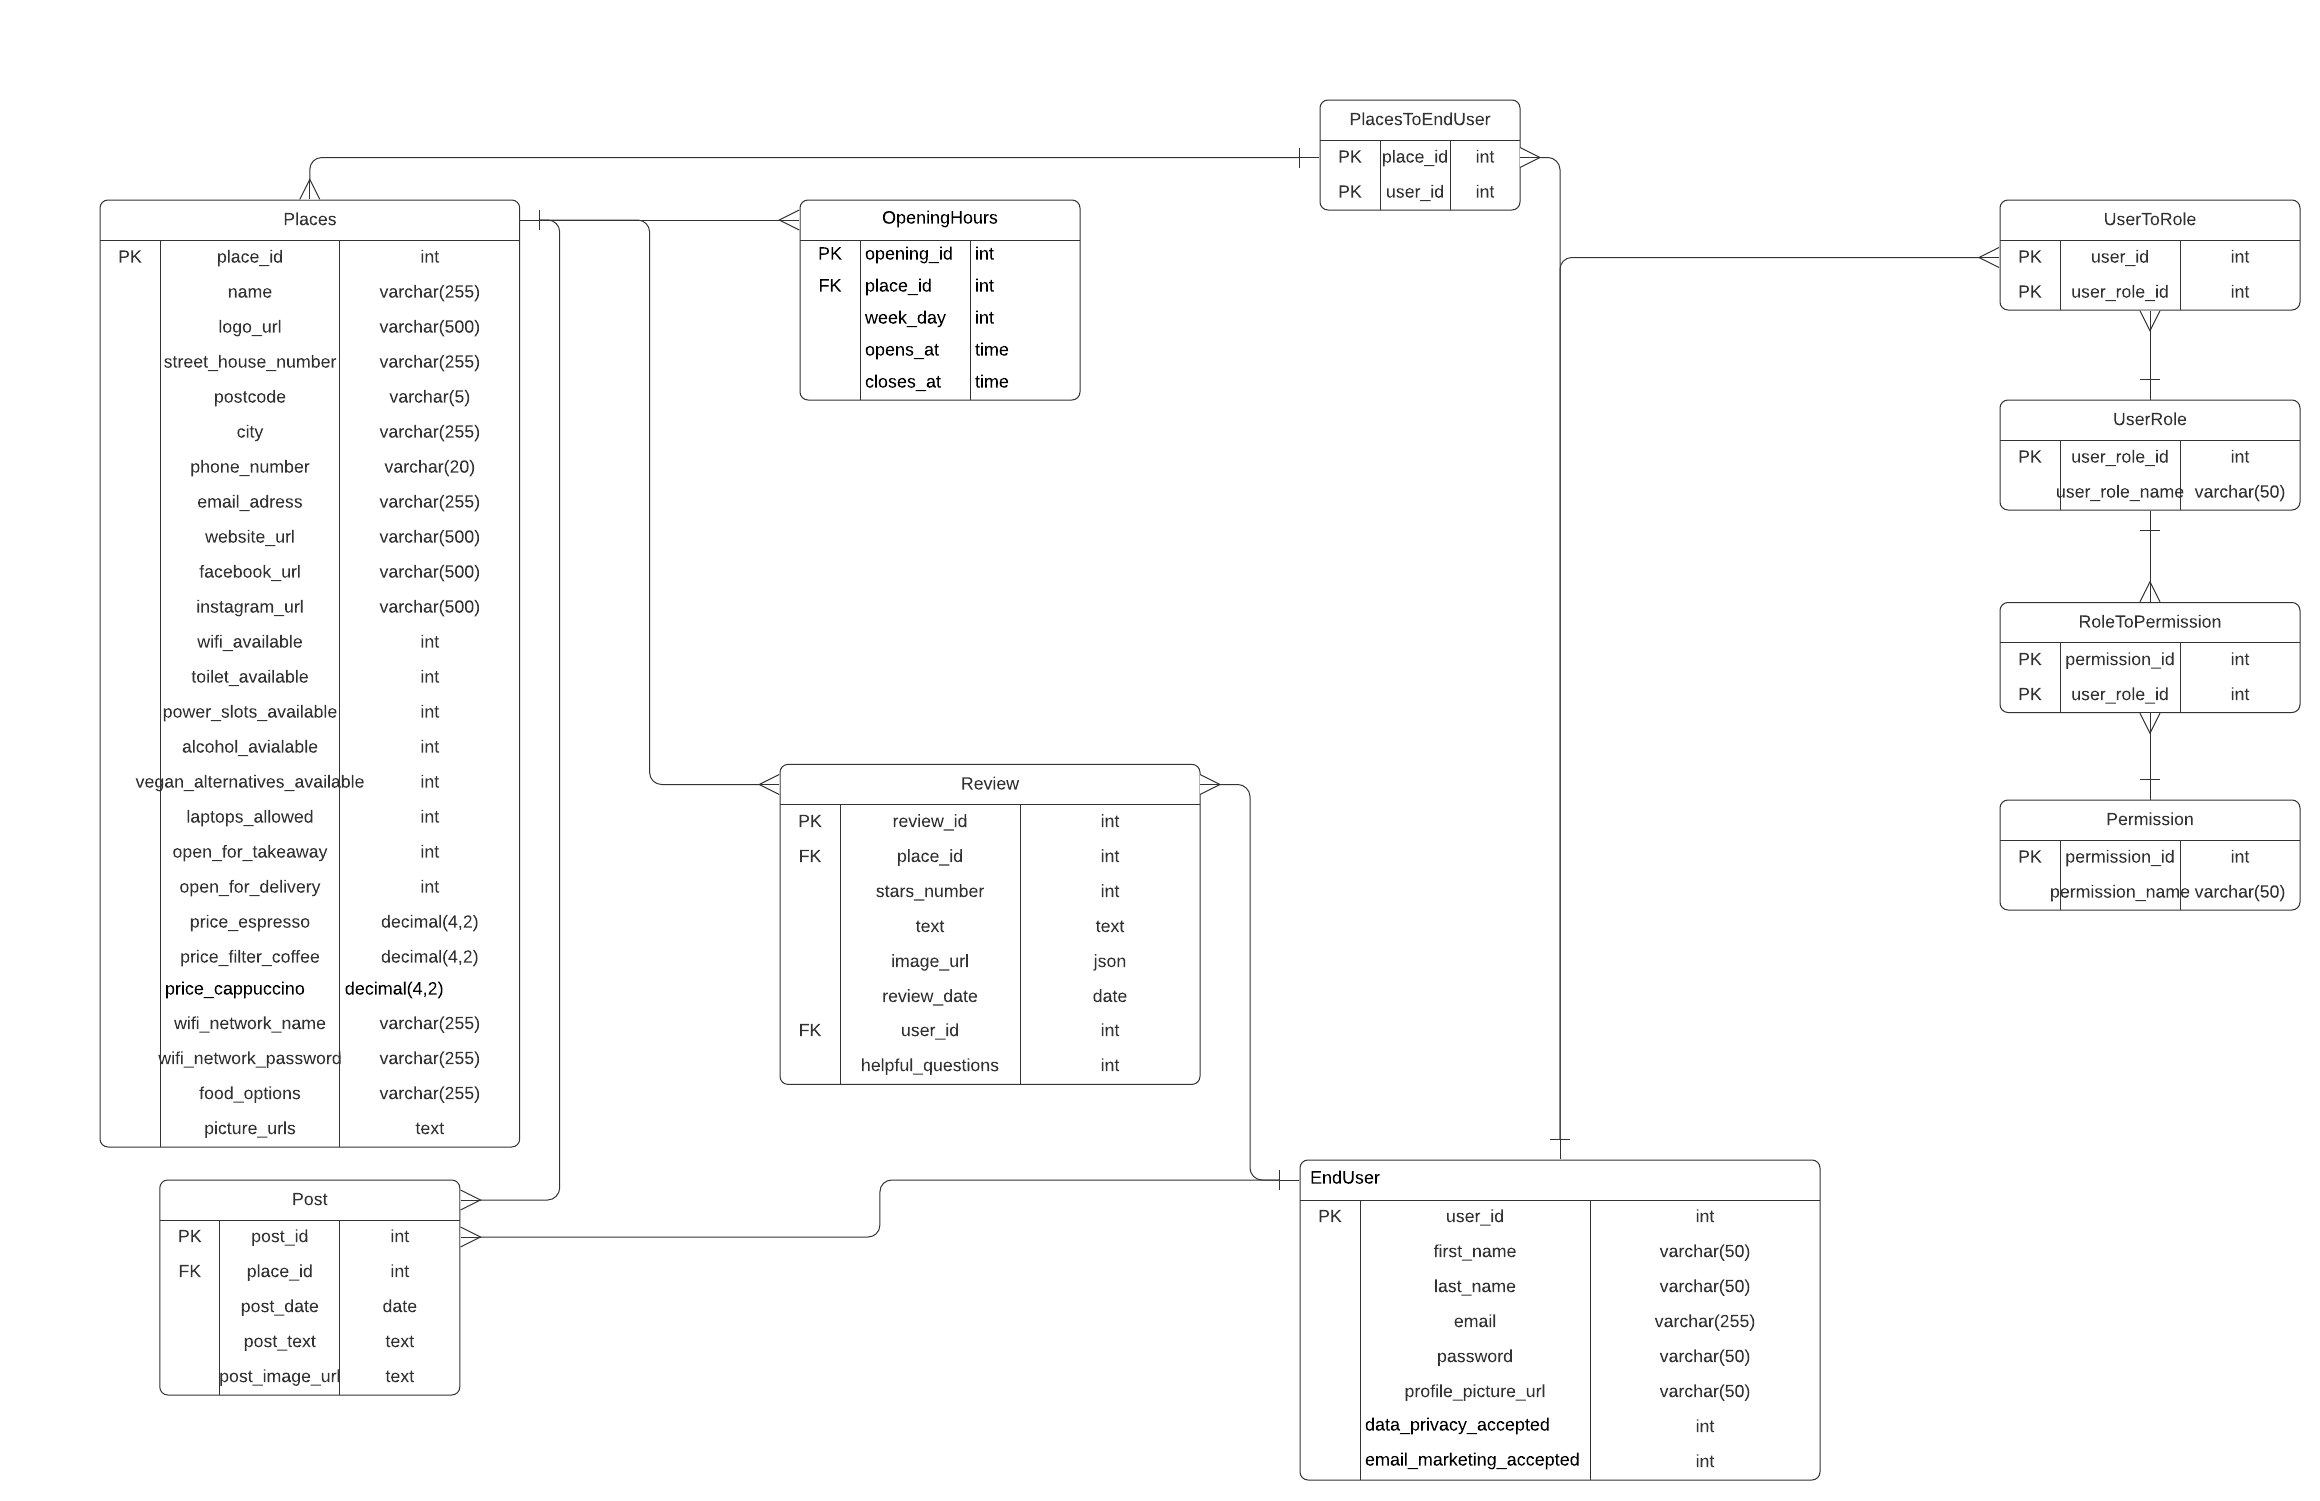 PlacesToEndUser
PK place_id int
PK user_id int
Places
PK place_id int
name varchar(255)
logo_url varchar(500)
street_house_number varchar(255)
postcode varchar(5)
city varchar(255)
phone_number varchar(20)
email_adress varchar(255)
website_url varchar(500)
facebook_url varchar(500)
instagram_url varchar(500)
wifi_available int
toilet_available int
power_slots_available int
alcohol_avialable int
vegan_alternatives_available int
laptops_allowed int
open_for_takeaway int
open_for_delivery int
price_espresso decimal(4,2)
price_filter_coffee decimal(4,2)
price_cappuccino decimal(4,2)
wifi_network_name varchar(255)
wifi_network_password varchar(255)
food_options varchar(255)
picture_urls text
OpeningHours
PK opening_id int
FK place_id int
week_day int
opens_at time
closes_at time
UserToRole
PK user_id int
PK user_role_id int
UserRole
PK user_role_id int
user_role_name varchar(50)
RoleToPermission
PK permission_id int
PK user_role_id int
Permission
PK permission_id int
permission_name varchar(50)
Review
PK review_id int
FK place_id int
stars_number int
text text
image_url json
review_date date
FK user_id int
helpful_questions int
Post
PK post_id int
FK place_id int
post_date date
post_text text
post_image_url text
EndUser
PK user_id int
first_name varchar(50)
last_name varchar(50)
email varchar(255)
password varchar(50)
profile_picture_url varchar(50)
data_privacy_accepted int
email_marketing_accepted int